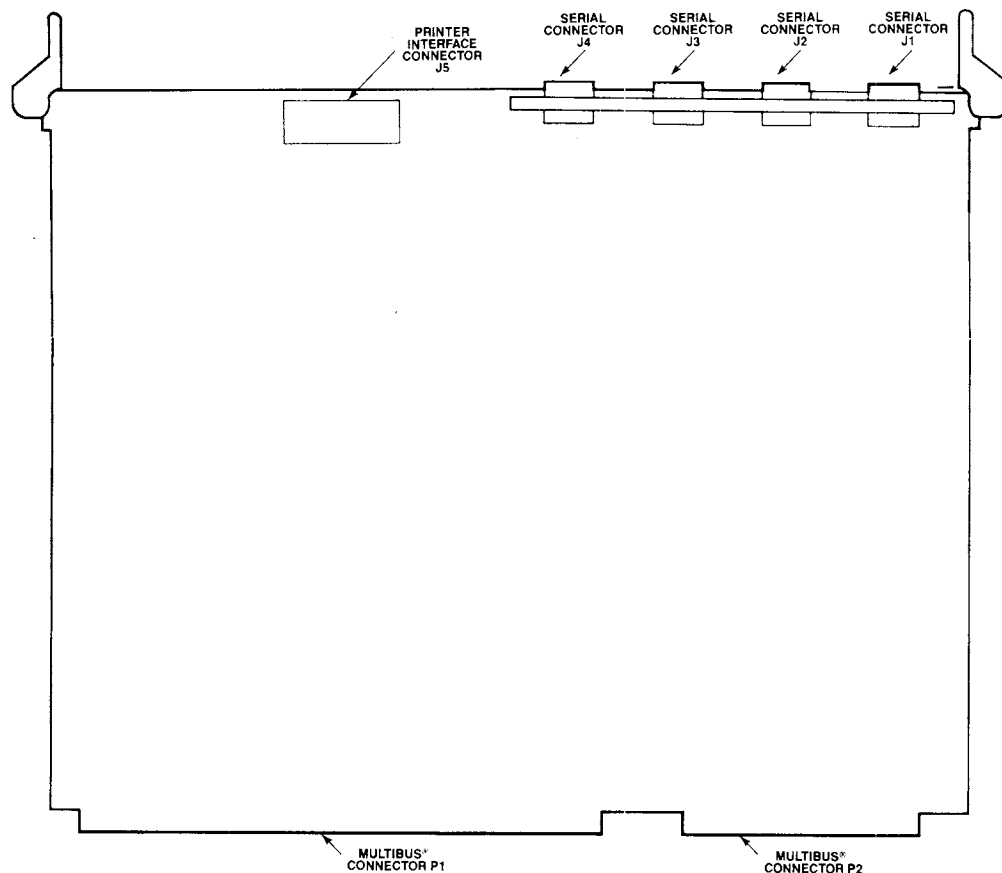 PRINTER
INTERFACE
CONNECTOR
J5
SERIAL
CONNECTOR
J4
SERIAL
CONNECTOR
J3
SERIAL
CONNECTOR
J2
SERIAL
CONNECTOR
J1
MULTIBUS®
CONNECTOR P1
MULTIBUS®
CONNECTOR P2